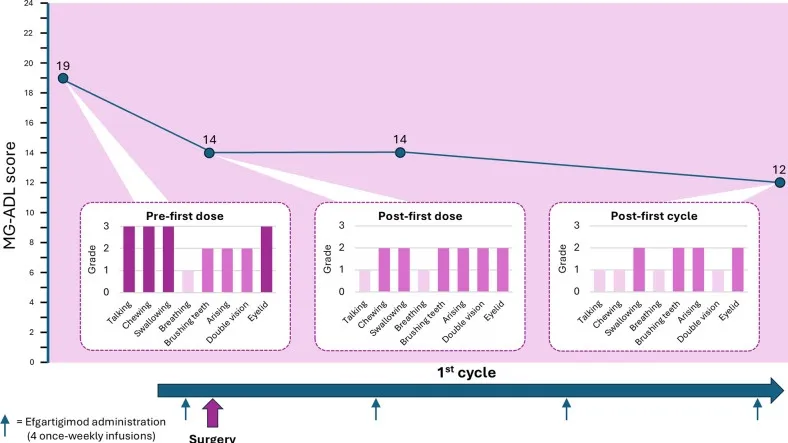 MG-ADL score
24
22
20
18
16
14
12
10
8
6
4
2
0
19
14
14
12
Pre-first dose
Grade
3
2
1
0
Talking
Chewing
Swallowing
Breathing
Brushing teeth
Arising
Double vision
Eyelid
Post-first dose
Grade
3
2
1
0
Talking
Chewing
Swallowing
Breathing
Brushing teeth
Arising
Double vision
Eyelid
Post-first cycle
Grade
3
2
1
0
Talking
Chewing
Swallowing
Breathing
Brushing teeth
Arising
Double vision
Eyelid
1st cycle
= Efgartigimod administration
(4 once-weekly infusions)
Surgery